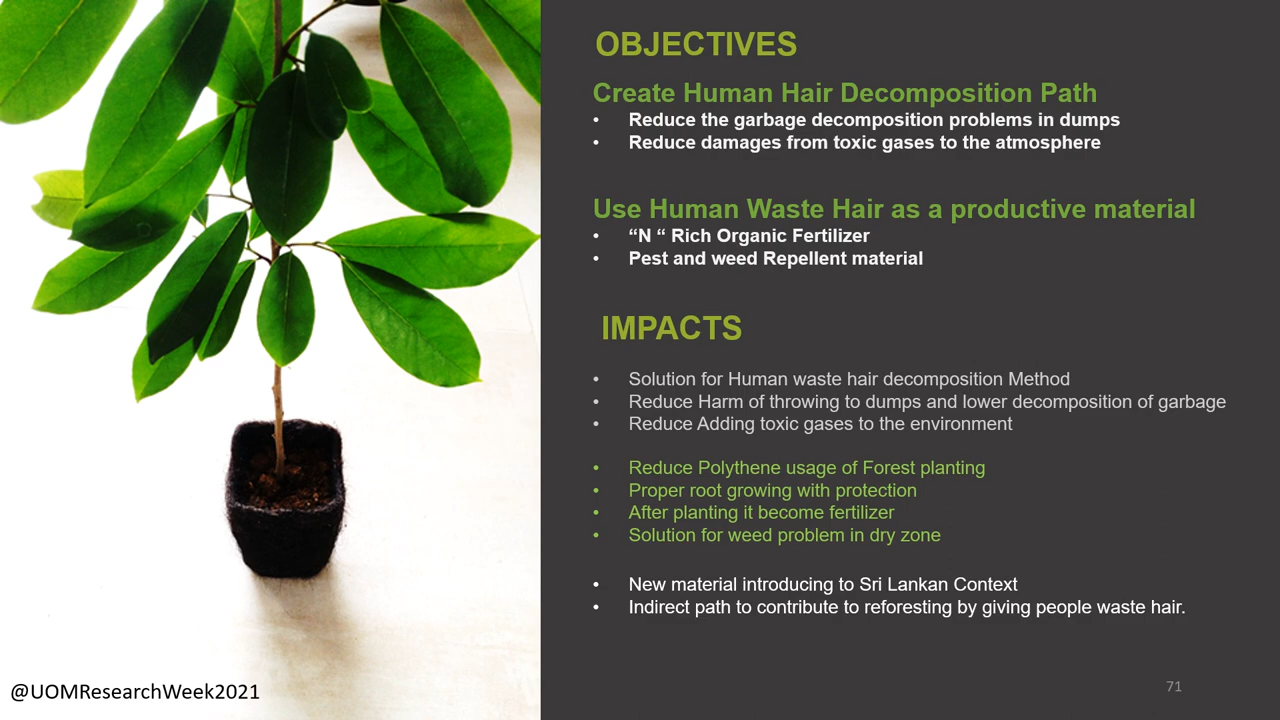 OBJECTIVES
Create Human Hair Decomposition Path
• Reduce the garbage decomposition problems in dumps
• Reduce damages from toxic gases to the atmosphere
Use Human Waste Hair as a productive material
• “N “ Rich Organic Fertilizer
• Pest and weed Repellent material
IMPACTS
• Solution for Human waste hair decomposition Method
• Reduce Harm of throwing to dumps and lower decomposition of garbage
• Reduce Adding toxic gases to the environment
• Reduce Polythene usage of Forest planting
• Proper root growing with protection
• After planting it become fertilizer
• Solution for weed problem in dry zone
• New material introducing to Sri Lankan Context
• Indirect path to contribute to reforesting by giving people waste hair.
@UOMResearchWeek2021
71